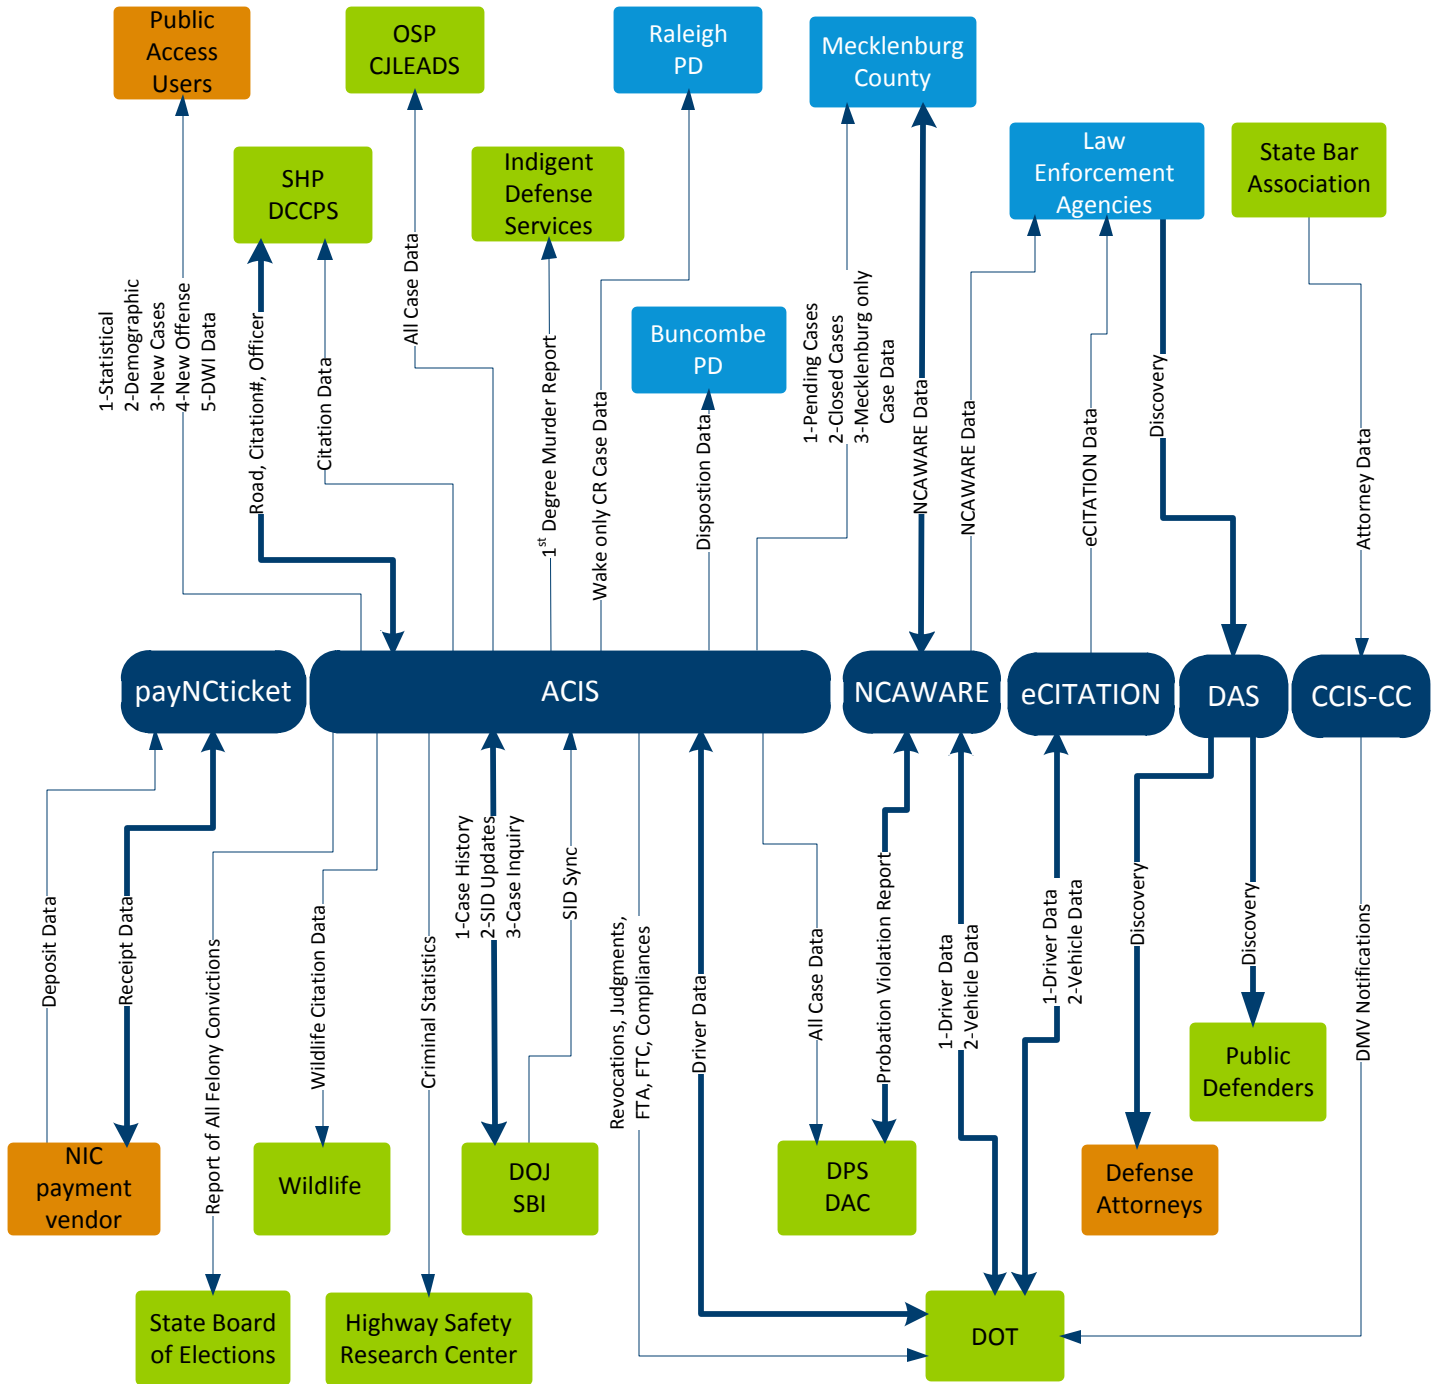 Public
Access
Users
OSP
CJLEADS
Raleigh
PD
Mecklenburg
County
SHP
DCCPS
Indigent
Defense
Services
Law
Enforcement
Agencies
State Bar
Association
Buncombe
PD
1-Statistical
2-Demographic
3-New Cases
4-New Offense
5-DWI Data
Road, Citation#, Officer
Citation Data
All Case Data
1st Degree Murder Report
Wake only CR Case Data
Dispostion Data
1-Pending Cases
2-Closed Cases
3-Mecklenburg only
Case Data
NCAWARE Data
NCAWARE Data
eCITATION Data
Discovery
Attorney Data
payNCticket
ACIS
NCAWARE
eCITATION
DAS
CCIS-CC
Deposit Data
Receipt Data
Report of All Felony Convictions
Wildlife Citation Data
Criminal Statistics
1-Case History
2-SID Updates
3-Case Inquiry
SID Sync
Revocations, Judgments,
FTA, FTC, Compliances
Driver Data
All Case Data
Probation Violation Report
1-Driver Data
2-Vehicle Data
1-Driver Data
2-Vehicle Data
Discovery
Discovery
DMV Notifications
NIC
payment
vendor
Wildlife
DOJ
SBI
DPS
DAC
Defense
Attorneys
Public
Defenders
State Board
of Elections
Highway Safety
Research Center
DOT